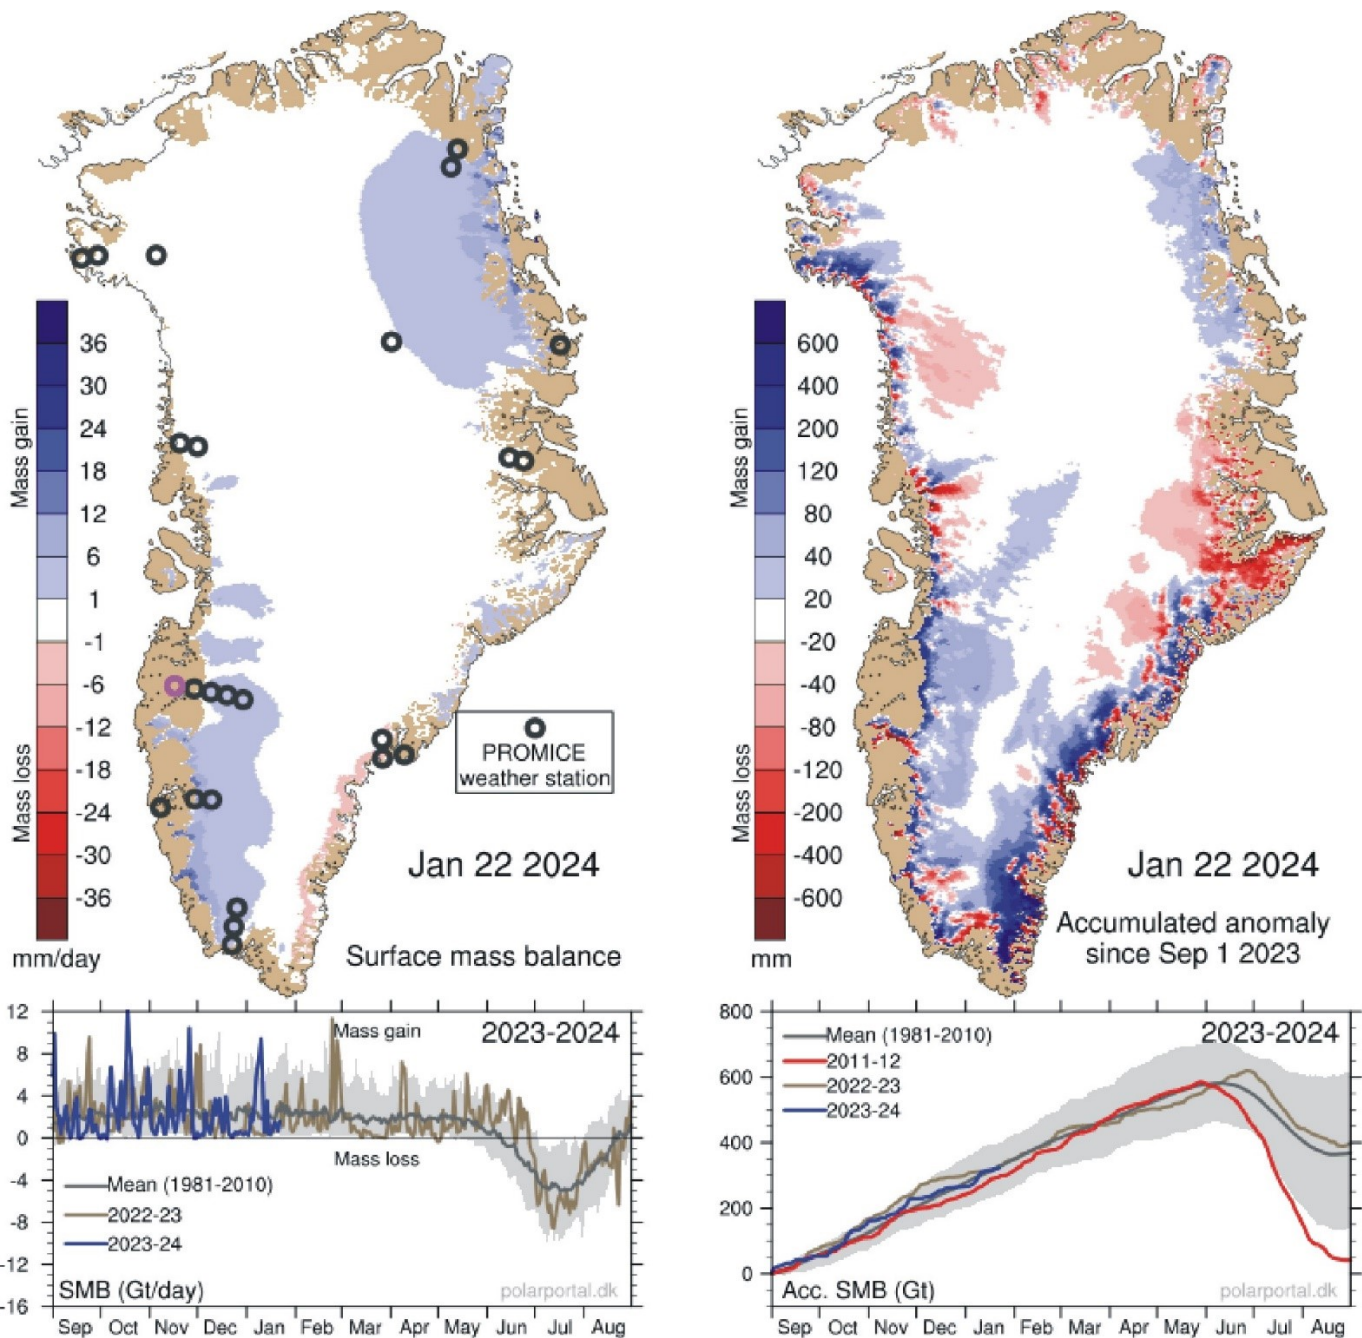 36
30
24
18
12
6
1
-1
-6
-12
-18
-24
-30
-36
mm/day
Mass gain
Mass loss
PROMICE
weather station
Jan 22 2024
Surface mass balance
600
400
200
120
80
40
20
-20
-40
-80
-120
-200
-400
-600
mm
Mass gain
Mass loss
Jan 22 2024
Accumulated anomaly
since Sep 1 2023
12
8
4
0
-4
-8
-12
-16
Mass gain
2023-2024
Mass loss
Mean (1981-2010)
2022-23
2023-24
SMB (Gt/day)
polarportal.dk
Sep Oct Nov Dec Jan Feb Mar Apr May Jun Jul Aug
800
600
400
200
0
Mean (1981-2010)
2023-2024
2011-12
2022-23
2023-24
Acc. SMB (Gt)
polarportal.dk
Sep Oct Nov Dec Jan Feb Mar Apr May Jun Jul Aug